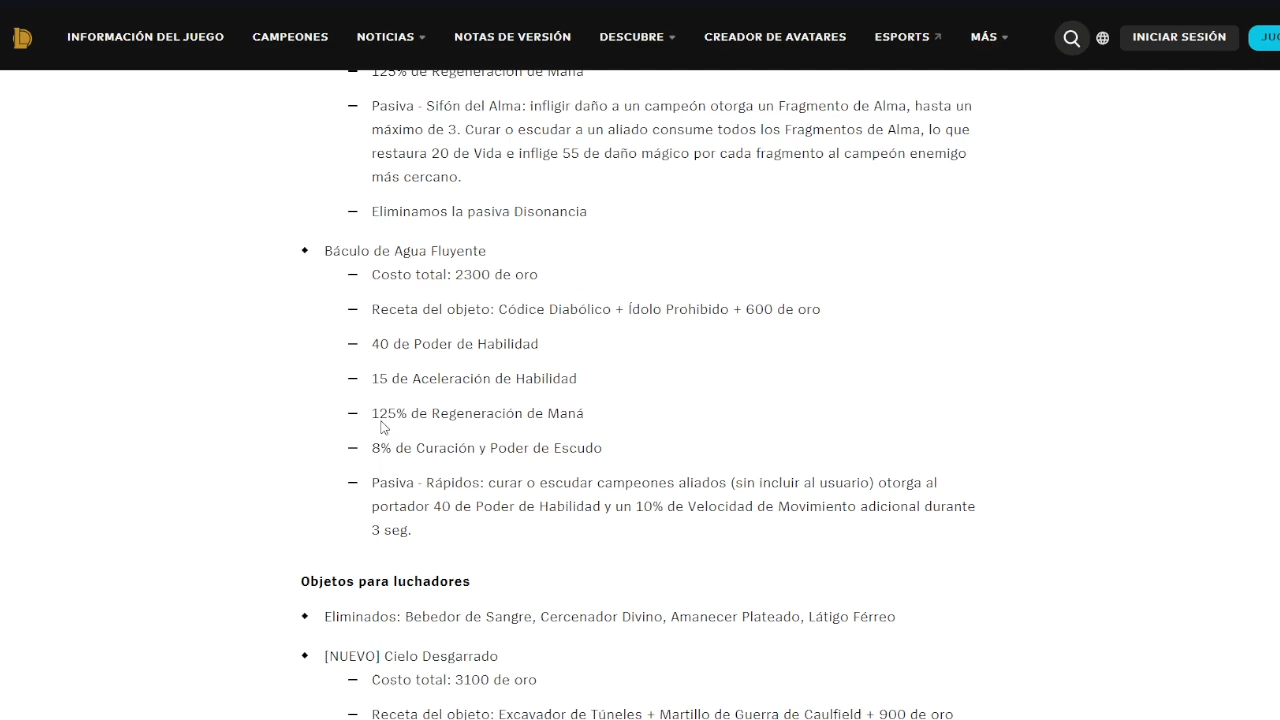 INFORMACIÓN DEL JUEGO CAMPEONES NOTICIAS NOTAS DE VERSIÓN DESCUBRE CREADOR DE AVATARES ESPORTS MÁS INICIAR SESIÓN
125% de Regeneración de Maná
Pasiva - Sifón del Alma: infligir daño a un campeón otorga un Fragmento de Alma, hasta un
máximo de 3. Curar o escudar a un aliado consume todos los Fragmentos de Alma, lo que
restaura 20 de Vida e inflige 55 de daño mágico por cada fragmento al campeón enemigo
más cercano.
Eliminamos la pasiva Disonancia
Báculo de Agua Fluyente
Costo total: 2300 de oro
Receta del objeto: Códice Diabólico + Ídolo Prohibido + 600 de oro
40 de Poder de Habilidad
15 de Aceleración de Habilidad
125% de Regeneración de Maná
8% de Curación y Poder de Escudo
Pasiva - Rápidos: curar o escudar campeones aliados (sin incluir al usuario) otorga al
portador 40 de Poder de Habilidad y un 10% de Velocidad de Movimiento adicional durante
3 seg.
Objetos para luchadores
Eliminados: Bebedor de Sangre, Cercenador Divino, Amanecer Plateado, Látigo Férreo
[NUEVO] Cielo Desgarrado
Costo total: 3100 de oro
Receta del objeto: Excavador de Túneles + Martillo de Guerra de Caulfield + 900 de oro